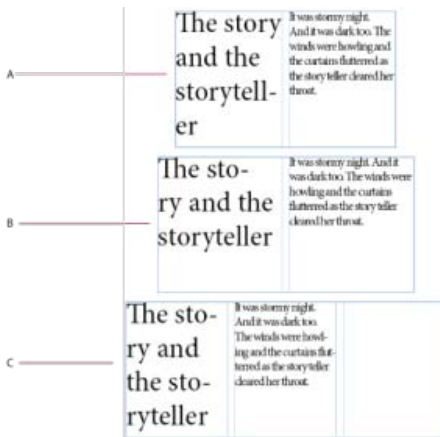 A
The story
and the
storytell-
er
It was stormy night.
And it was dark too. The
winds were howling and
the curtains fluttered as
the story teller cleared her
throat.
B
The sto-
ry and the
storyteller
It was stormy night. And it
was dark too. The winds were
howling and the curtains
fluttered as the story teller
cleared her throat.
C
The sto-
ry and
the sto-
ryteller
It was stormy night.
And it was dark too.
The winds were howl-
ing and the curtains flut-
tered as the story teller
cleared her throat.